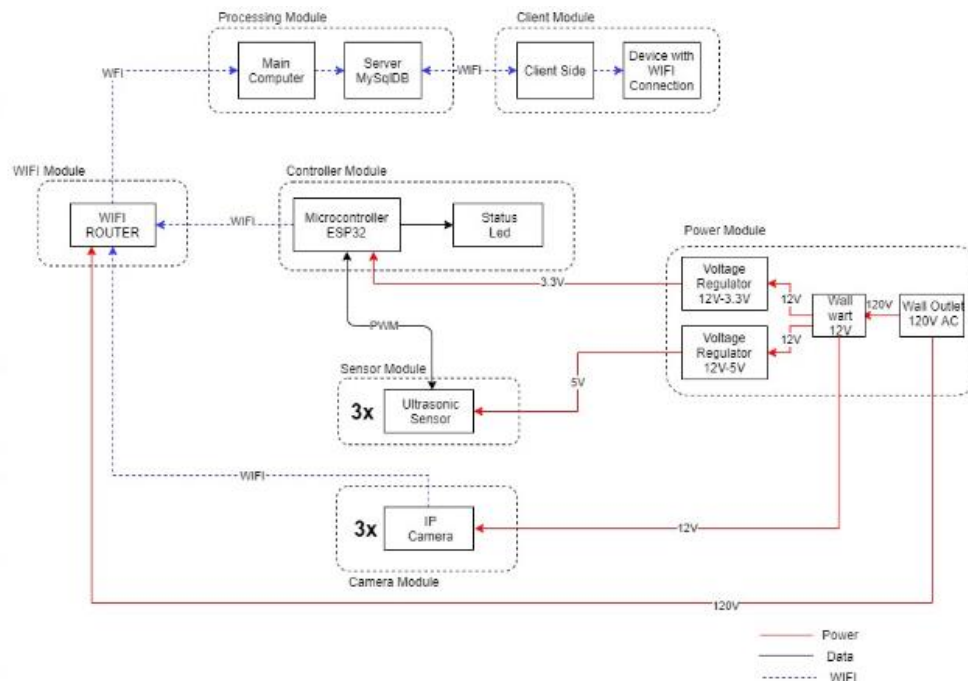 Processing Module
Client Module
Main
Computer
Server
MySqlDB
Client Side
Device with
WIFI
Connection
WIFI
WIFI
WIFI Module
WIFI
ROUTER
WIFI
Controller Module
Microcontroller
ESP32
Status
Led
Power Module
Voltage
Regulator
12V-3.3V
Voltage
Regulator
12V-5V
12V
12V
Wall
wart
12V
120V
Wall Outlet
120V AC
3.3V
PWM
5V
Sensor Module
3x
Ultrasonic
Sensor
WIFI
3x
IP
Camera
12V
Camera Module
120V
Power
Data
WIFI